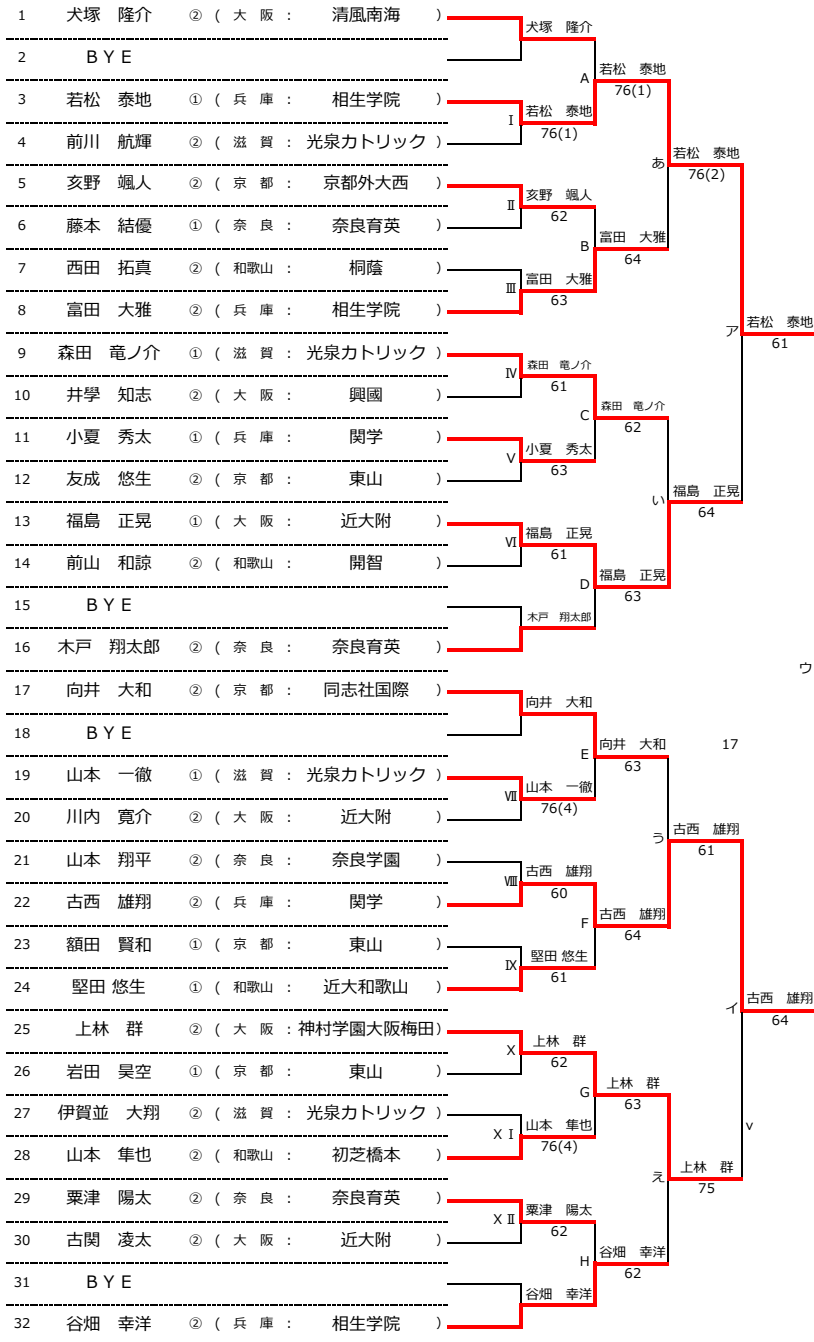 1 犬塚 隆介 ② ( 大 阪 : 清風南海 )
犬塚 隆介
2 BYE
A 若松 泰地
76(1)
3 若松 泰地 ① ( 兵 庫 : 相生学院 )
Ⅰ 若松 泰地
76(1)
4 前川 航輝 ② ( 滋 賀 : 光泉カトリック )
あ 若松 泰地
76(2)
5 亥野 颯人 ② ( 京 都 : 京都外大西 )
Ⅱ 亥野 颯人
62
6 藤本 結優 ① ( 奈 良 : 奈良育英 )
B 富田 大雅
64
7 西田 拓真 ② ( 和歌山 : 桐蔭 )
Ⅲ 富田 大雅
63
8 富田 大雅 ② ( 兵 庫 : 相生学院 )
ア 若松 泰地
61
9 森田 竜ノ介 ① ( 滋 賀 : 光泉カトリック )
Ⅳ 森田 竜ノ介
61
10 井學 知志 ② ( 大 阪 : 興國 )
C 森田 竜ノ介
62
11 小夏 秀太 ① ( 兵 庫 : 関学 )
Ⅴ 小夏 秀太
63
12 友成 悠生 ② ( 京 都 : 東山 )
い 福島 正晃
64
13 福島 正晃 ① ( 大 阪 : 近大附 )
Ⅵ 福島 正晃
61
14 前山 和諒 ② ( 和歌山 : 開智 )
D 福島 正晃
63
15 BYE
木戸 翔太郎
16 木戸 翔太郎 ② ( 奈 良 : 奈良育英 )
ウ
17 向井 大和 ② ( 京 都 : 同志社国際 )
向井 大和
18 BYE
E 向井 大和
63
17
19 山本 一徹 ① ( 滋 賀 : 光泉カトリック )
Ⅶ 山本 一徹
76(4)
20 川内 寛介 ② ( 大 阪 : 近大附 )
う 古西 雄翔
61
21 山本 翔平 ② ( 奈 良 : 奈良学園 )
Ⅷ 古西 雄翔
60
22 古西 雄翔 ② ( 兵 庫 : 関学 )
F 古西 雄翔
64
23 額田 賢和 ① ( 京 都 : 東山 )
Ⅸ 堅田 悠生
61
24 堅田 悠生 ① ( 和歌山 : 近大和歌山 )
イ 古西 雄翔
64
25 上林 群 ② ( 大 阪 : 神村学園大阪梅田 )
X 上林 群
62
26 岩田 昊空 ① ( 京 都 : 東山 )
G 上林 群
63
27 伊賀並 大翔 ② ( 滋 賀 : 光泉カトリック )
XⅠ 山本 隼也
76(4)
v
28 山本 隼也 ② ( 和歌山 : 初芝橋本 )
え 上林 群
75
29 粟津 陽太 ② ( 奈 良 : 奈良育英 )
XⅡ 粟津 陽太
62
30 古関 凌太 ② ( 大 阪 : 近大附 )
H 谷畑 幸洋
62
31 BYE
谷畑 幸洋
32 谷畑 幸洋 ② ( 兵 庫 : 相生学院 )